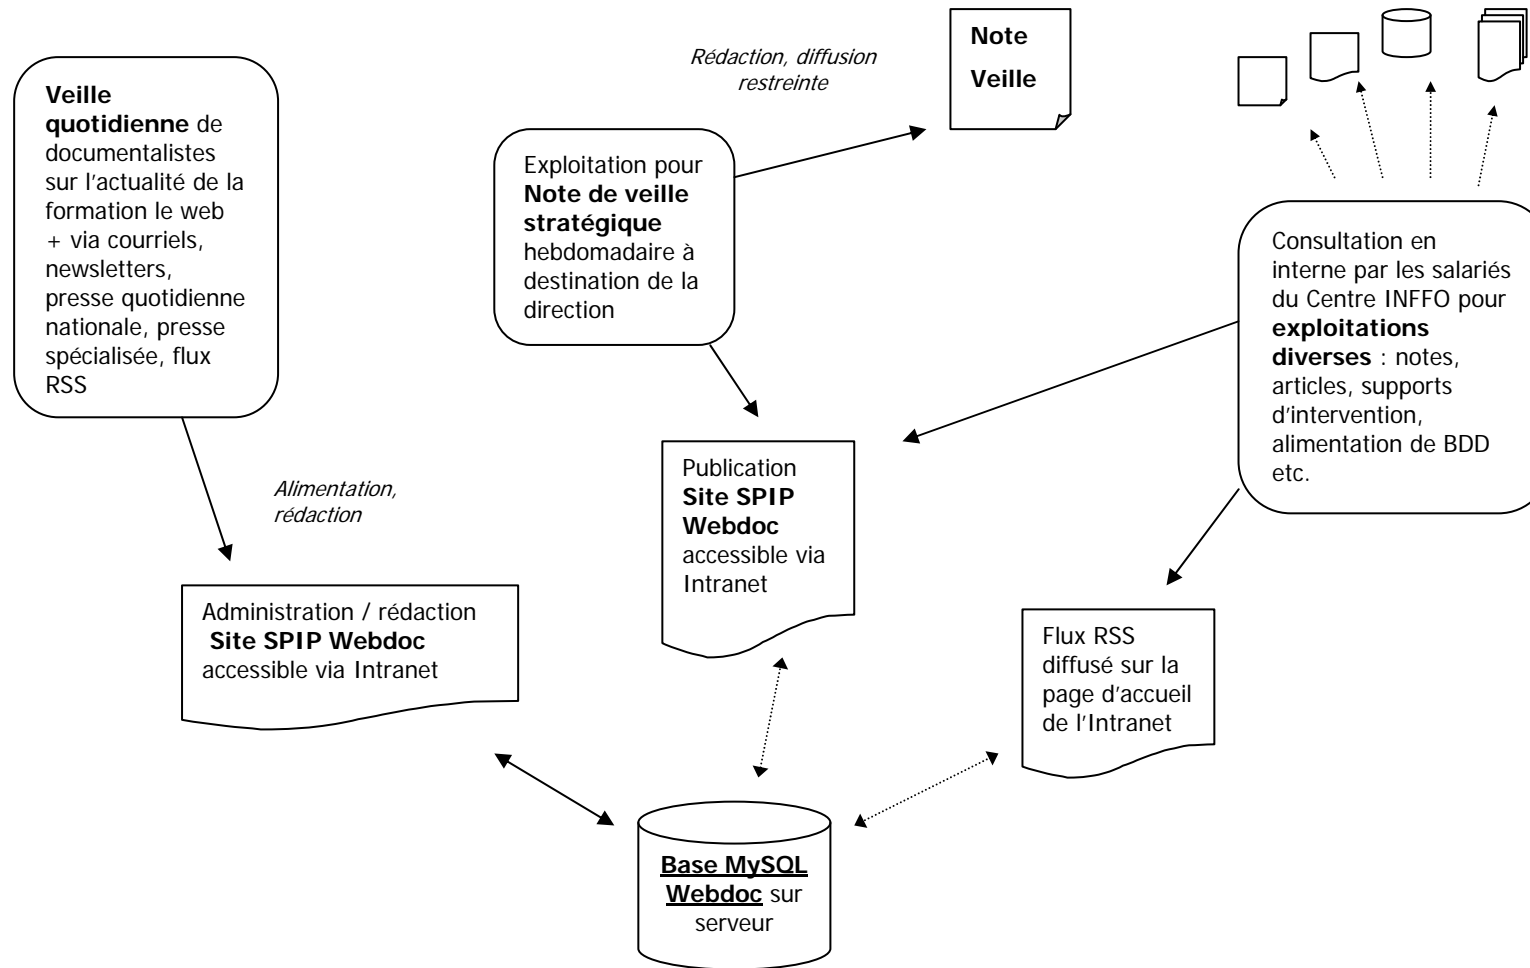 Veille
quotidienne de
documentalistes
sur l'actualité de la
formation le web
+ via courriels,
newsletters,
presse quotidienne
nationale, presse
spécialisée, flux
RSS
Alimentation,
rédaction
Administration / rédaction
Site SPIP Webdoc
accessible via Intranet
Rédaction, diffusion
restreinte
Note
Veille
Exploitation pour
Note de veille
stratégique
hebdomadaire à
destination de la
direction
Publication
Site SPIP
Webdoc
accessible via
Intranet
Base MySQL
Webdoc sur
serveur
Consultation en
interne par les salariés
du Centre INFFO pour
exploitations
diverses : notes,
articles, supports
d'intervention,
alimentation de BDD
etc.
Flux RSS
diffusé sur la
page d'accueil
de l'Intranet